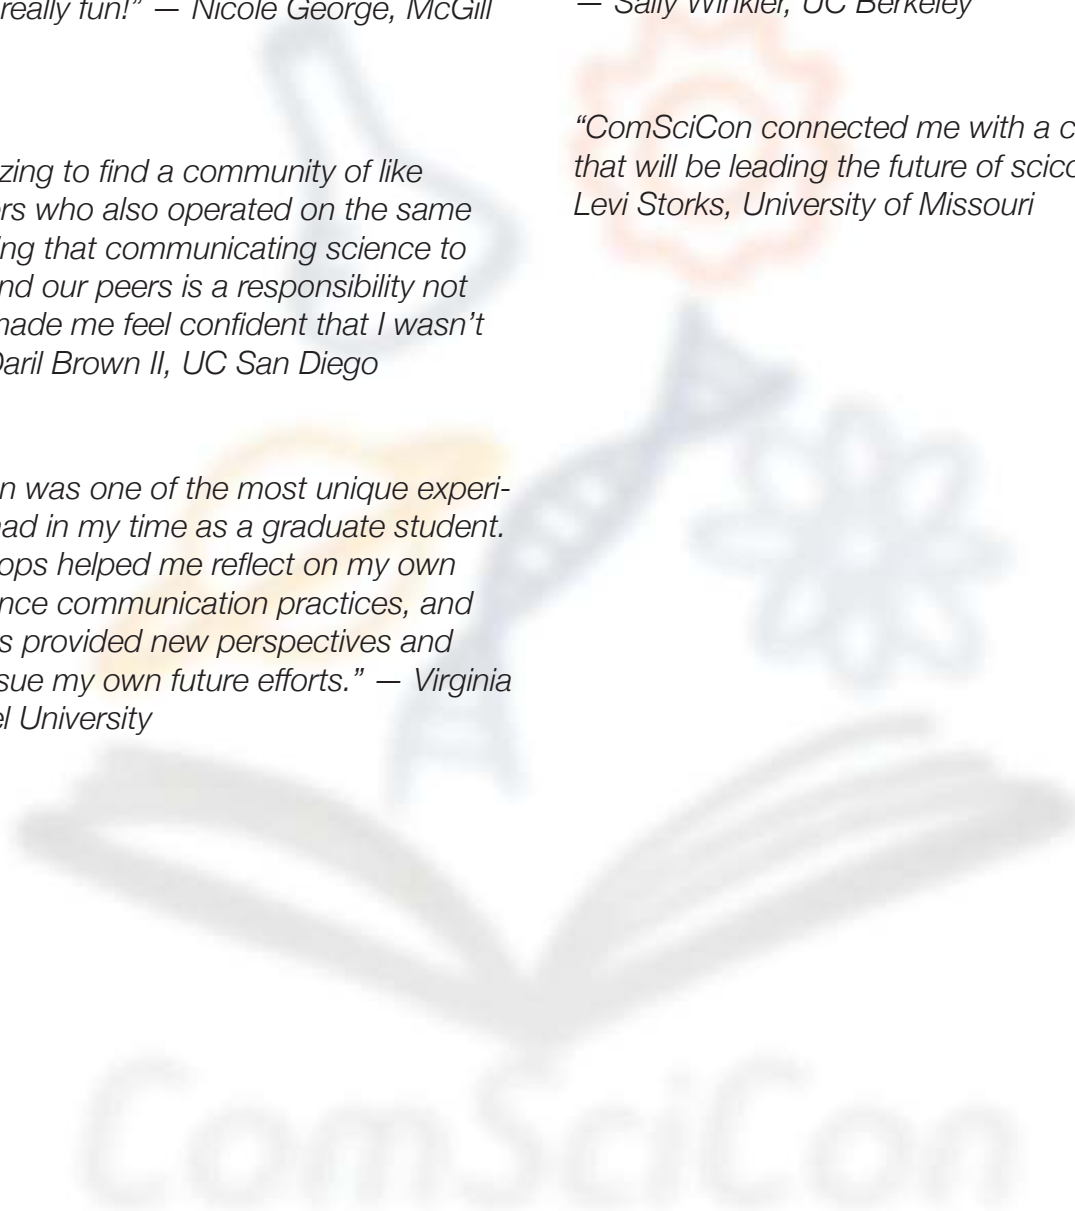 really fun!” — Nicole George, McGill
zing to find a community of like
rs who also operated on the same
ing that communicating science to
nd our peers is a responsibility not
made me feel confident that I wasn’t
Daril Brown II, UC San Diego
n was one of the most unique experi-
had in my time as a graduate student.
ops helped me reflect on my own
nce communication practices, and
s provided new perspectives and
sue my own future efforts.” — Virginia
el University
— Sally Winkler, UC Berkeley
“ComSciCon connected me with a c
that will be leading the future of scico
Levi Storks, University of Missouri
ComSciCon